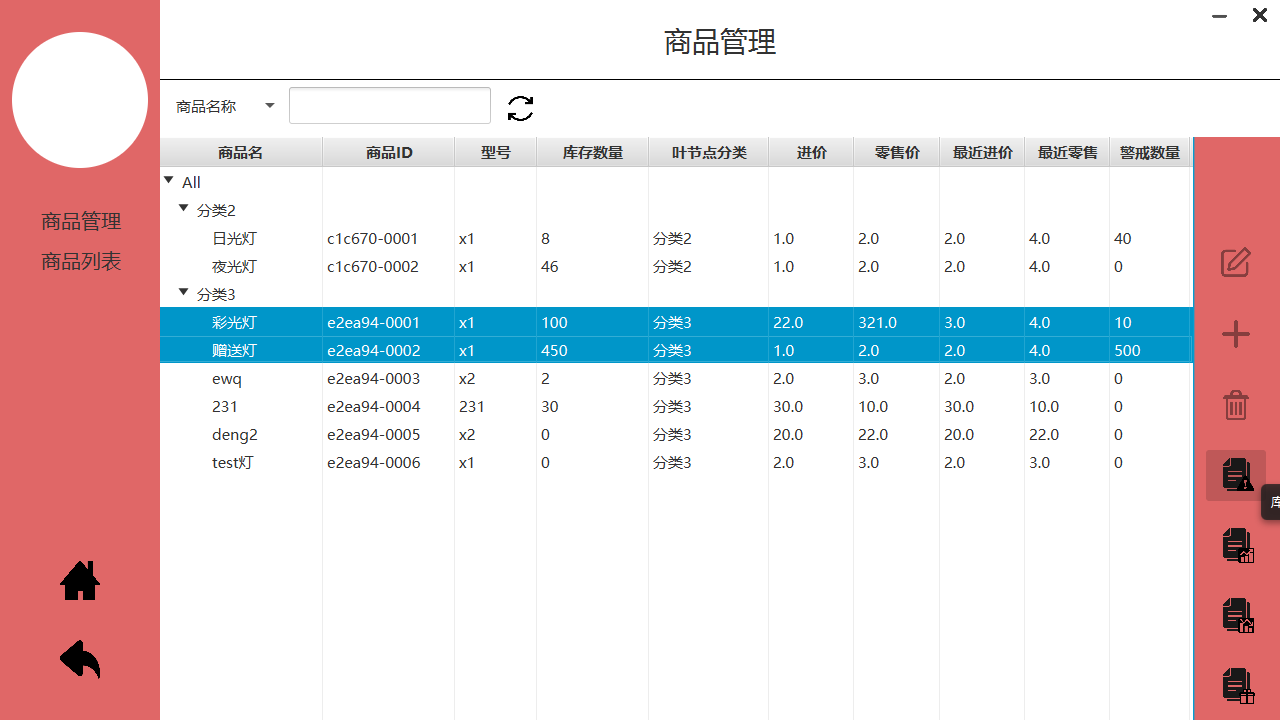 商品管理
商品管理
商品列表
商品名称
商品名 商品ID 型号 库存数量 叶节点分类 进价 零售价 最近进价 最近零售 警戒数量
All
分类2
日光灯 c1c670-0001 x1 8 分类2 1.0 2.0 2.0 4.0 40
夜光灯 c1c670-0002 x1 46 分类2 1.0 2.0 2.0 4.0 0
分类3
彩光灯 e2ea94-0001 x1 100 分类3 22.0 321.0 3.0 4.0 10
赠送灯 e2ea94-0002 x1 450 分类3 1.0 2.0 2.0 4.0 500
ewq e2ea94-0003 x2 2 分类3 2.0 3.0 2.0 3.0 0
231 e2ea94-0004 231 30 分类3 30.0 10.0 30.0 10.0 0
deng2 e2ea94-0005 x2 0 分类3 20.0 22.0 20.0 22.0 0
test灯 e2ea94-0006 x1 0 分类3 2.0 3.0 2.0 3.0 0